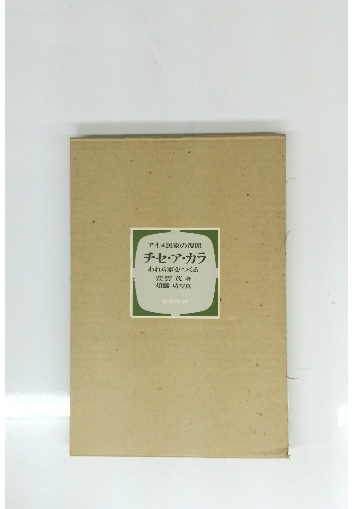 アイヌ民家の復原
チセ・ア・カラ
われら家をつくる
萱野 茂 著
須藤 功 写真